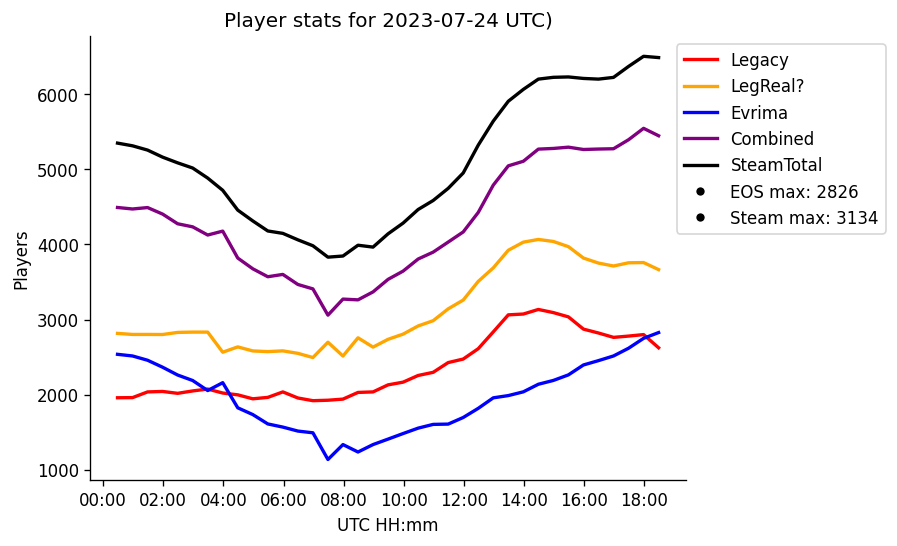 Player stats for 2023-07-24 UTC)
Legacy
LegReal?
Evrima
Combined
SteamTotal
EOS max: 2826
Steam max: 3134
Players
6000
5000
4000
3000
2000
1000
00:00 02:00 04:00 06:00 08:00 10:00 12:00 14:00 16:00 18:00
UTC HH:mm